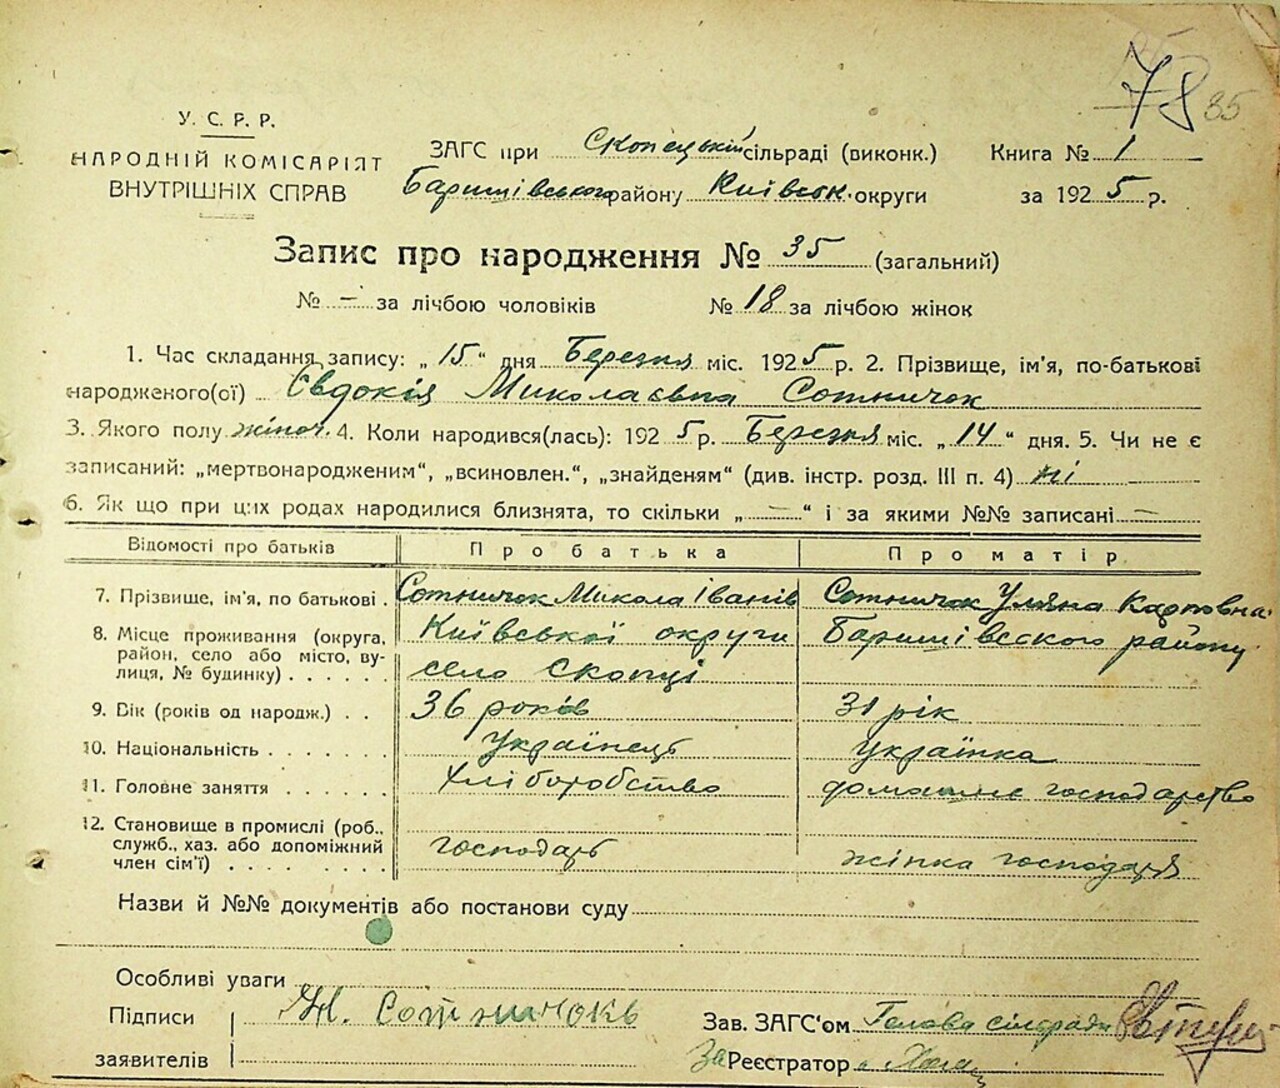 78 35
У. С. Р. Р.
НАРОДНІЙ КОМІСАРІЯТ
ВНУТРІШНІХ СПРАВ
ЗАГС при Скопецькій сільраді (виконк.) Книга № 1
Баришівського району Київськ. округи за 1925 р.
Запис про народження № 35 (загальний)
№ — за лічбою чоловіків № 18 за лічбою жінок
1. Час складання запису: „15“ дня Березня міс. 1925 р. 2. Прізвище, ім'я, по-батькові
народженого(ої) Євдокія Миколаєвна Сотничок
3. Якого полу жіноч. 4. Коли народився(лась): 1925 р. Березня міс. „14“ дня. 5. Чи не є
записаний: „мертвонародженим“, „всиновлен.“, „знайденям“ (див. інстр. розд. III п. 4) ні
6. Як що при цих родах народилися близнята, то скільки „—“ і за якими №№ записані —
Відомості про батьків Про батька Про матір
7. Прізвище, ім'я, по батькові . Сотничок Микола Іванів Сотничок Уляна Карповна
8. Місце проживання (округа, район, село або місто, вулиця, № будинку) . . . . . . Київської округи Баришівського району
село Скопці
9. Вік (років од народж.) . . 36 років 31 рік
10. Національність . . . . . . . Українець Українка
11. Головне заняття . . . . . . Хліборобство домашнє господарство
12. Становище в промислі (роб., служб., хаз. або допоміжний член сім'ї) . . . . . . . . . господарь жінка господаря
Назви й №№ документів або постанови суду
Особливі уваги
Підписи
заявителів
М. Сотничокв
Зав. ЗАГС'ом Голова сільради
За Реєстратор